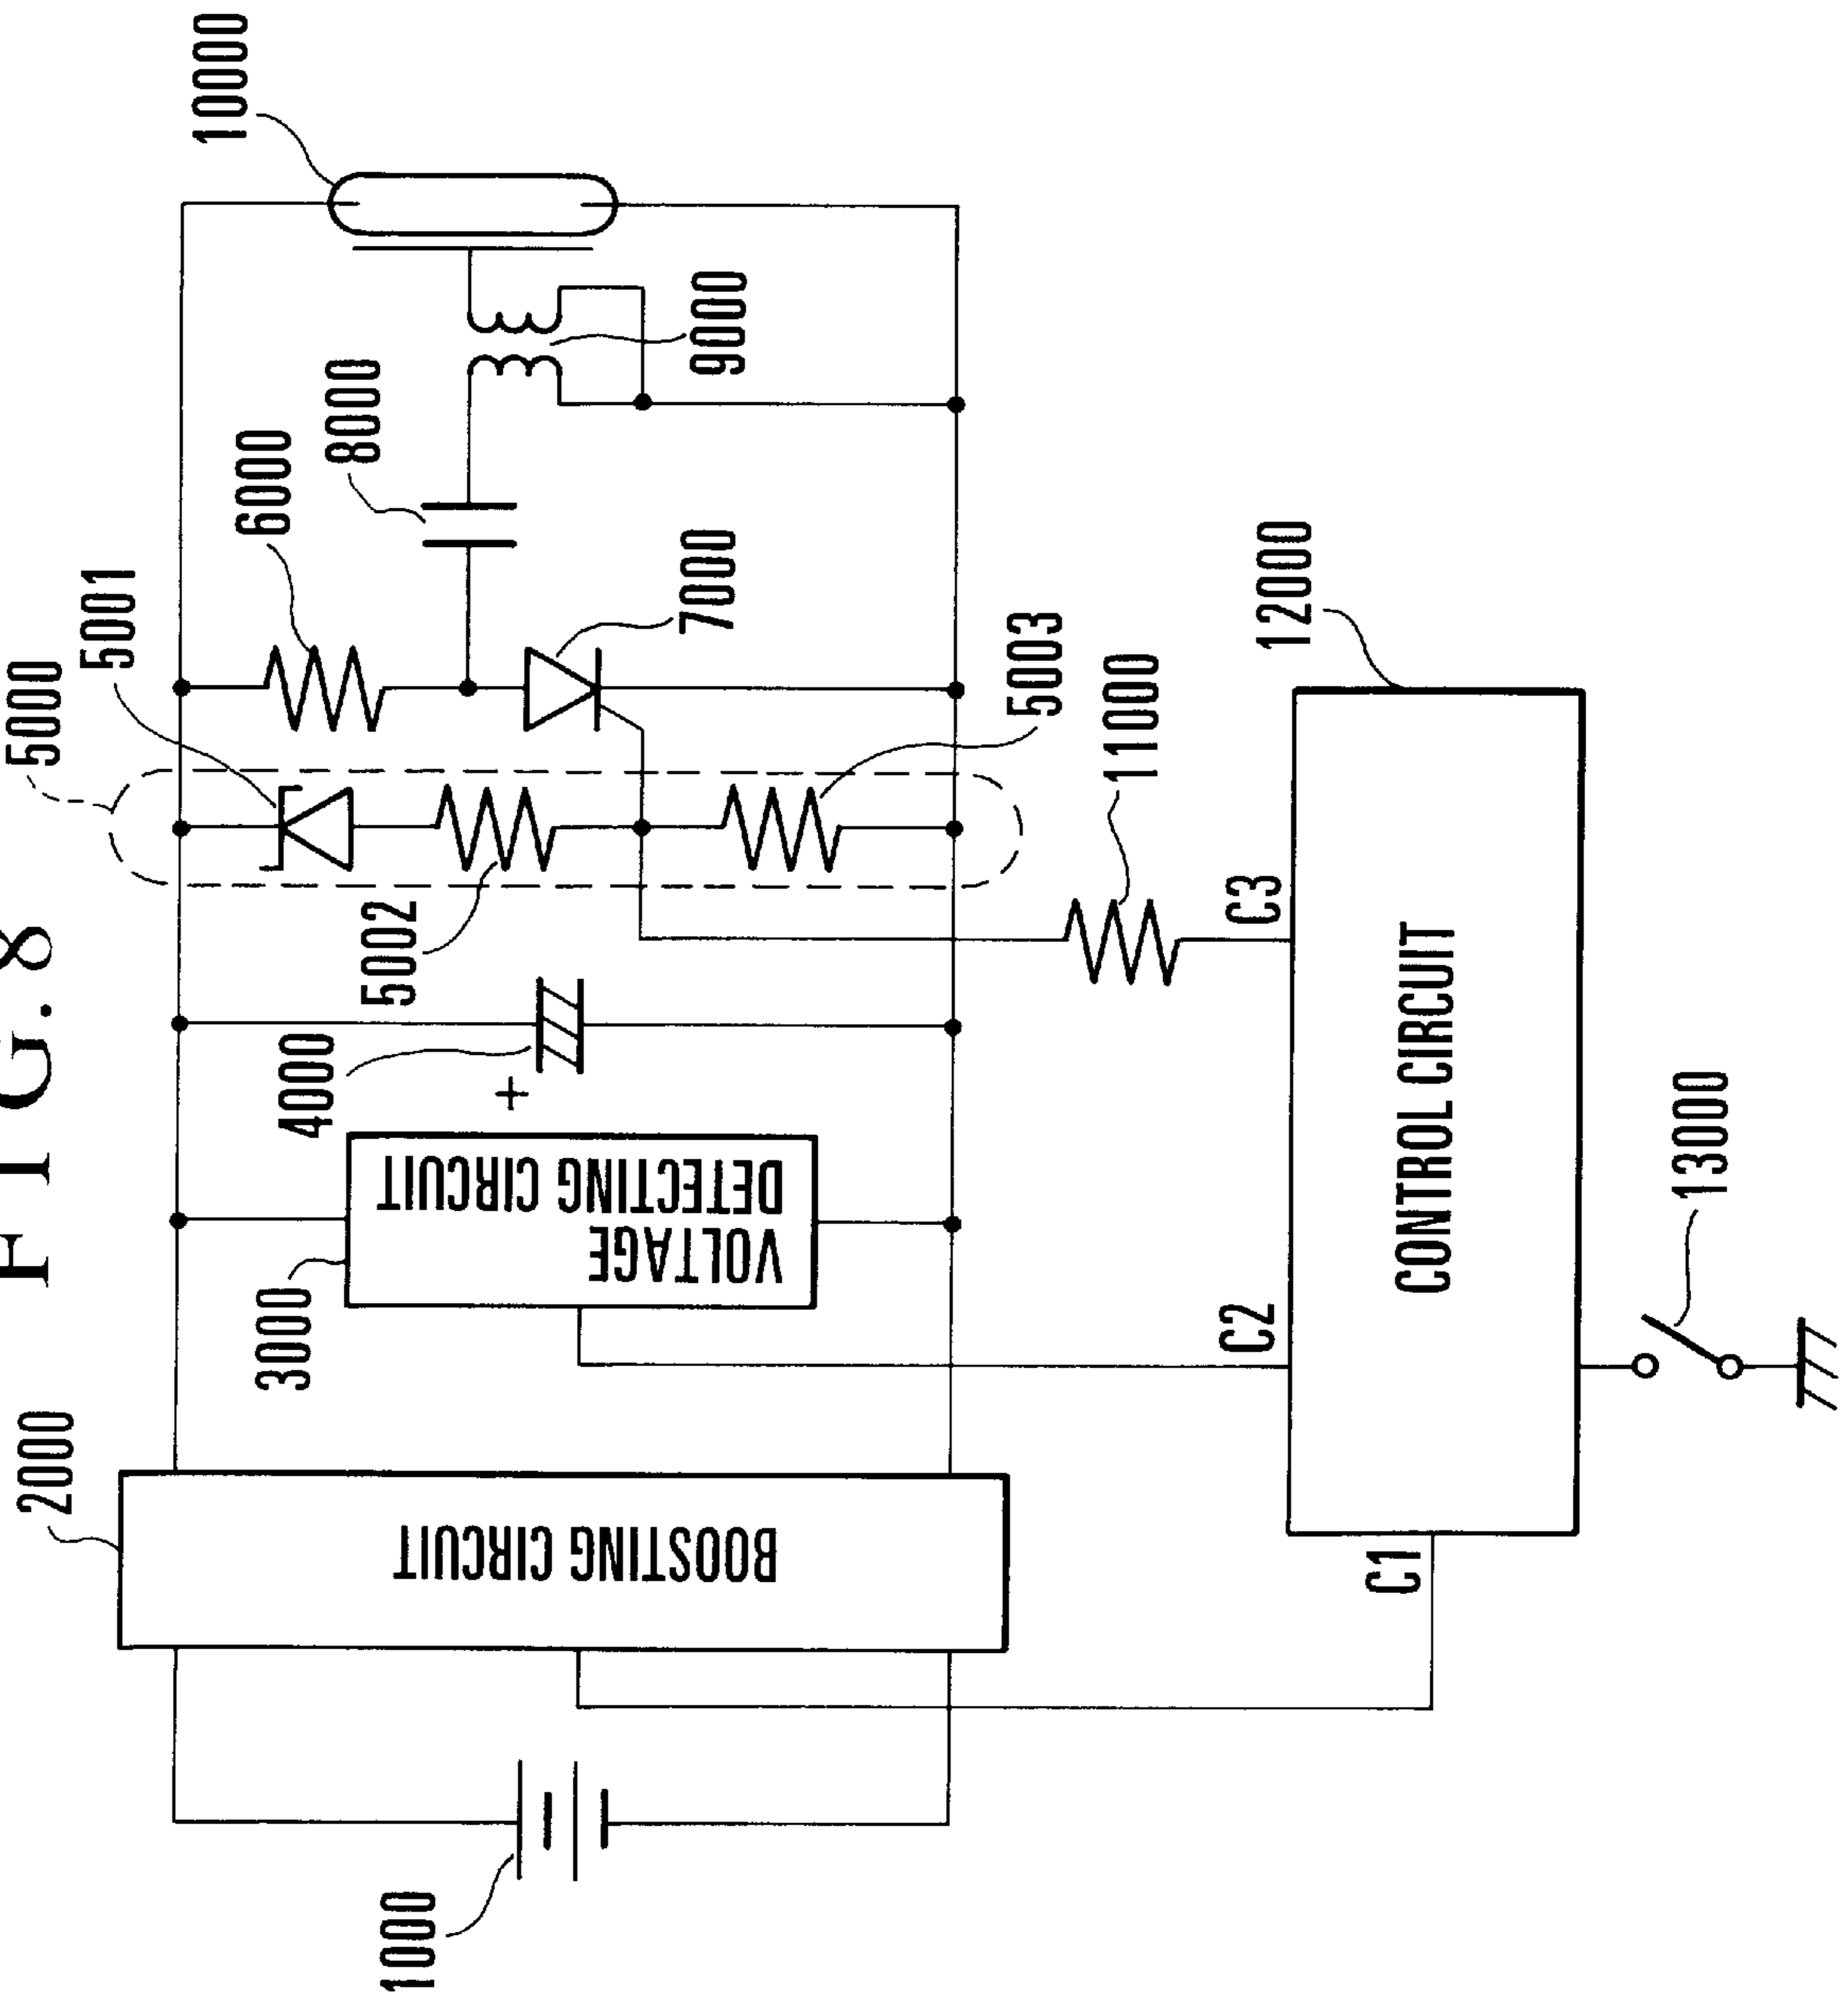 FIG.8
5000
5001
10000
2000
6000
3000
4000
5002
8000
7000
9000
1000
BOOSTING CIRCUIT
VOLTAGE
DETECTING CIRCUIT
5003
11000
C1
C2
C3
12000
CONTROL CIRCUIT
13000
+